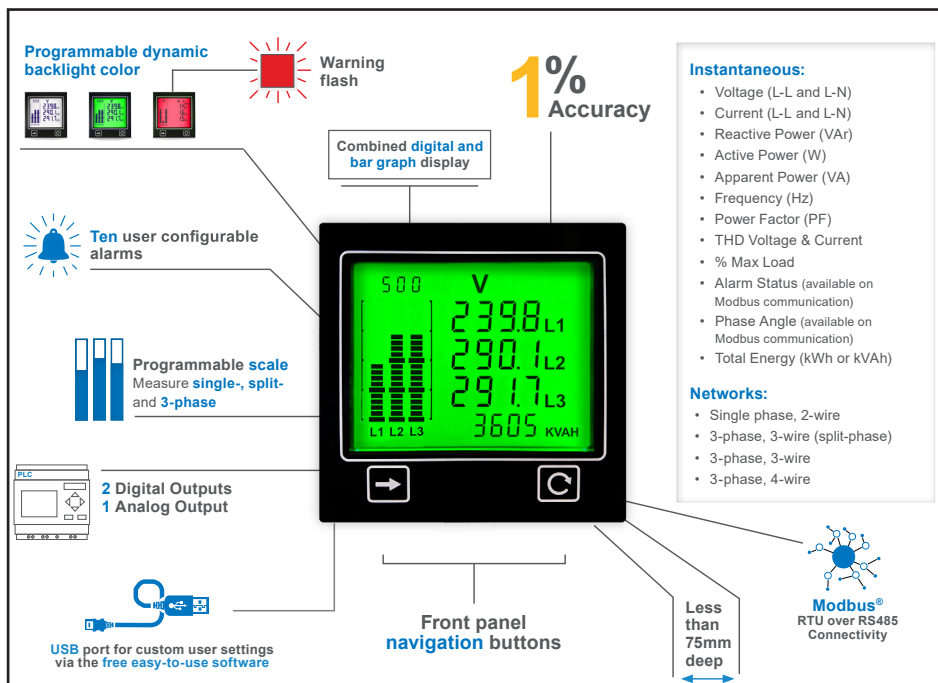 Programmable dynamic
backlight color
Warning
flash
1%
Accuracy
Combined digital and
bar graph display
Ten user configurable
alarms
Programmable scale
Measure single-, split-
and 3-phase
PLC
2 Digital Outputs
1 Analog Output
USB port for custom user settings
via the free easy-to-use software
500
V
239.8 L1
290.1 L2
291.7 L3
L1 L2 L3
3605 KVAH
Front panel
navigation buttons
Less
than
75mm
deep
Instantaneous:
• Voltage (L-L and L-N)
• Current (L-L and L-N)
• Reactive Power (VAr)
• Active Power (W)
• Apparent Power (VA)
• Frequency (Hz)
• Power Factor (PF)
• THD Voltage & Current
• % Max Load
• Alarm Status (available on
Modbus communication)
• Phase Angle (available on
Modbus communication)
• Total Energy (kWh or kVAh)
Networks:
• Single phase, 2-wire
• 3-phase, 3-wire (split-phase)
• 3-phase, 3-wire
• 3-phase, 4-wire
Modbus®
RTU over RS485
Connectivity